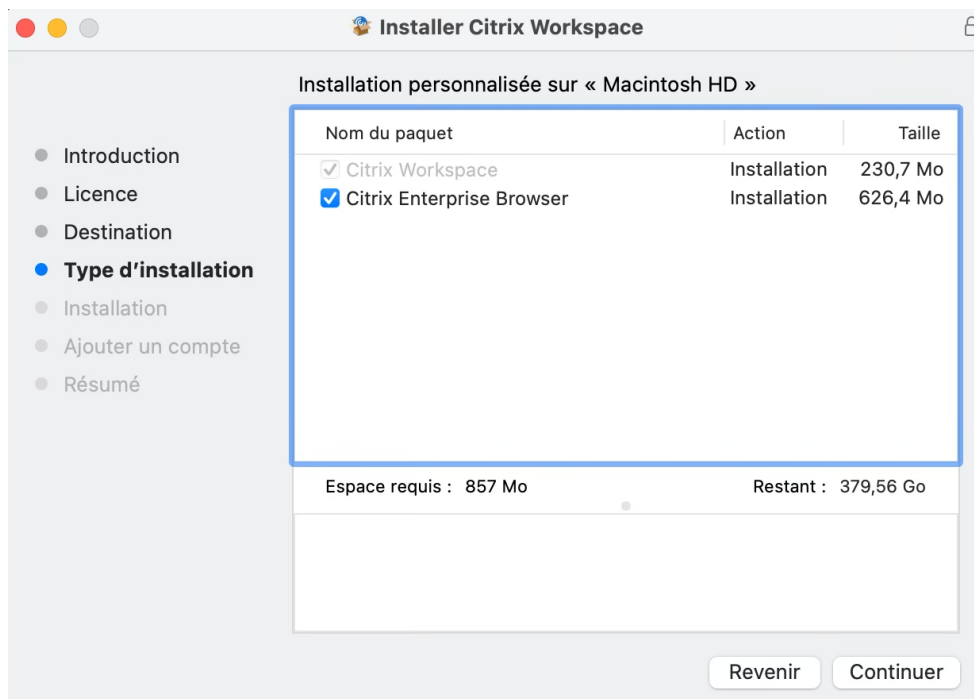 Installer Citrix Workspace
Installation personnalisée sur « Macintosh HD »
Introduction
Licence
Destination
Type d’installation
Installation
Ajouter un compte
Résumé
Nom du paquet Action Taille
Citrix Workspace Installation 230,7 Mo
Citrix Enterprise Browser Installation 626,4 Mo
Espace requis : 857 Mo Restant : 379,56 Go
Revenir Continuer